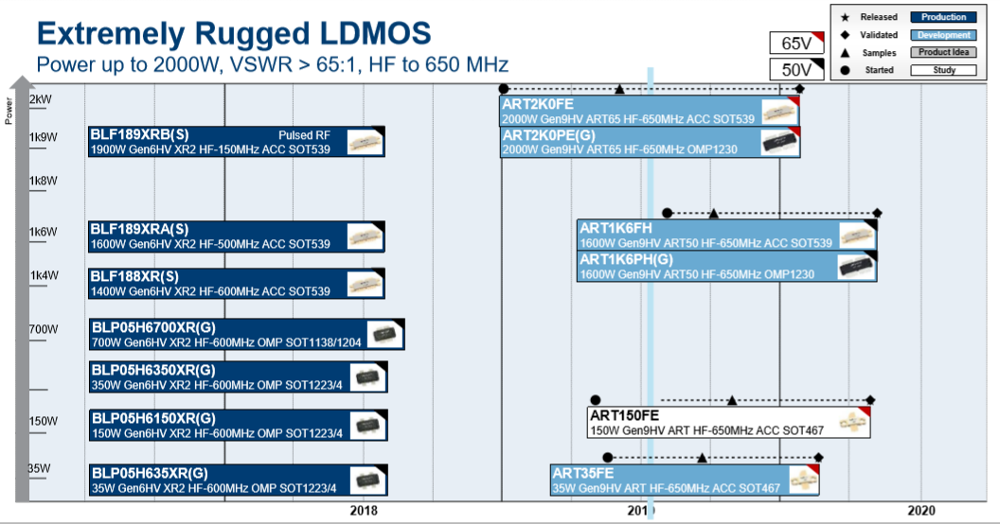 Extremely Rugged LDMOS
Power up to 2000W, VSWR > 65:1, HF to 650 MHz
65V
50V
Released Production
Validated Development
Samples Product Idea
Started Study
Power
2kW
1k9W
1k8W
1k6W
1k4W
700W
150W
35W
BLF189XRB(S) Pulsed RF
1900W Gen6HV XR2 HF-150MHz ACC SOT539
BLF189XRA(S)
1600W Gen6HV XR2 HF-500MHz ACC SOT539
BLF188XR(S)
1400W Gen6HV XR2 HF-600MHz ACC SOT539
BLP05H6700XR(G)
700W Gen6HV XR2 HF-600MHz OMP SOT1138/1204
BLP05H6350XR(G)
350W Gen6HV XR2 HF-600MHz OMP SOT1223/4
BLP05H6150XR(G)
150W Gen6HV XR2 HF-600MHz OMP SOT1223/4
BLP05H635XR(G)
35W Gen6HV XR2 HF-600MHz OMP SOT1223/4
ART2K0FE
2000W Gen9HV ART65 HF-650MHz ACC SOT539
ART2K0PE(G)
2000W Gen9HV ART65 HF-650MHz OMP1230
ART1K6FH
1600W Gen9HV ART50 HF-650MHz ACC SOT539
ART1K6PH(G)
1600W Gen9HV ART50 HF-650MHz OMP1230
ART150FE
150W Gen9HV ART HF-650MHz ACC SOT467
ART35FE
35W Gen9HV ART HF-650MHz ACC SOT467
2018
2019
2020